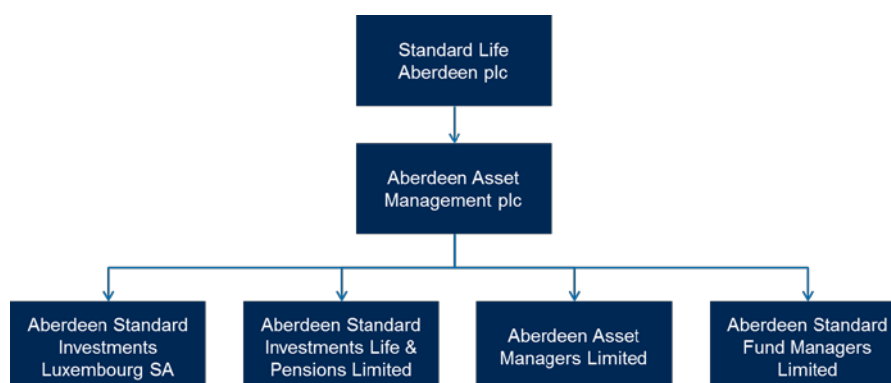 Standard Life
Aberdeen plc
Aberdeen Asset
Management plc
Aberdeen Standard
Investments
Luxembourg SA
Aberdeen Standard
Investments Life &
Pensions Limited
Aberdeen Asset
Managers Limited
Aberdeen Standard
Fund Managers
Limited